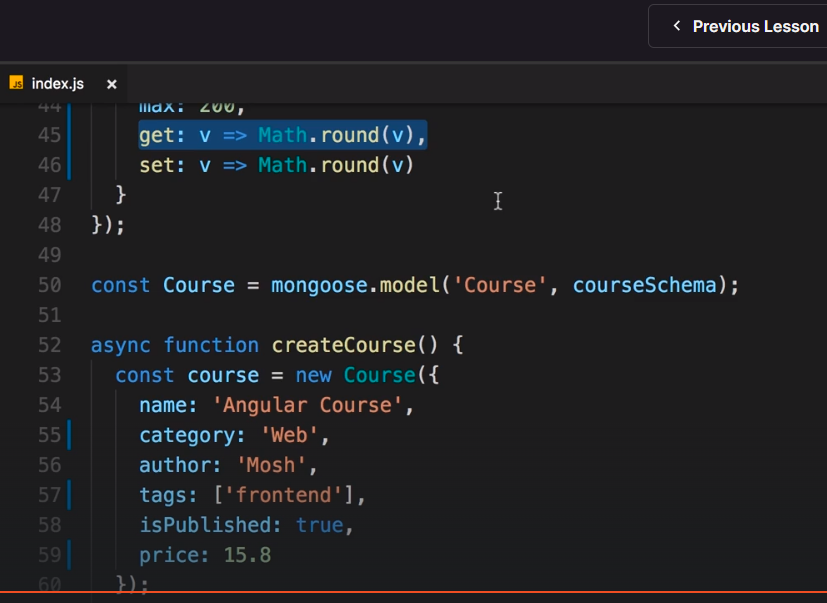 Previous Lesson
JS index.js ×
44 max: 200,
45 get: v => Math.round(v),
46 set: v => Math.round(v)
47 }
48 });
49
50 const Course = mongoose.model('Course', courseSchema);
51
52 async function createCourse() {
53 const course = new Course({
54 name: 'Angular Course',
55 category: 'Web',
56 author: 'Mosh',
57 tags: ['frontend'],
58 isPublished: true,
59 price: 15.8
60 });